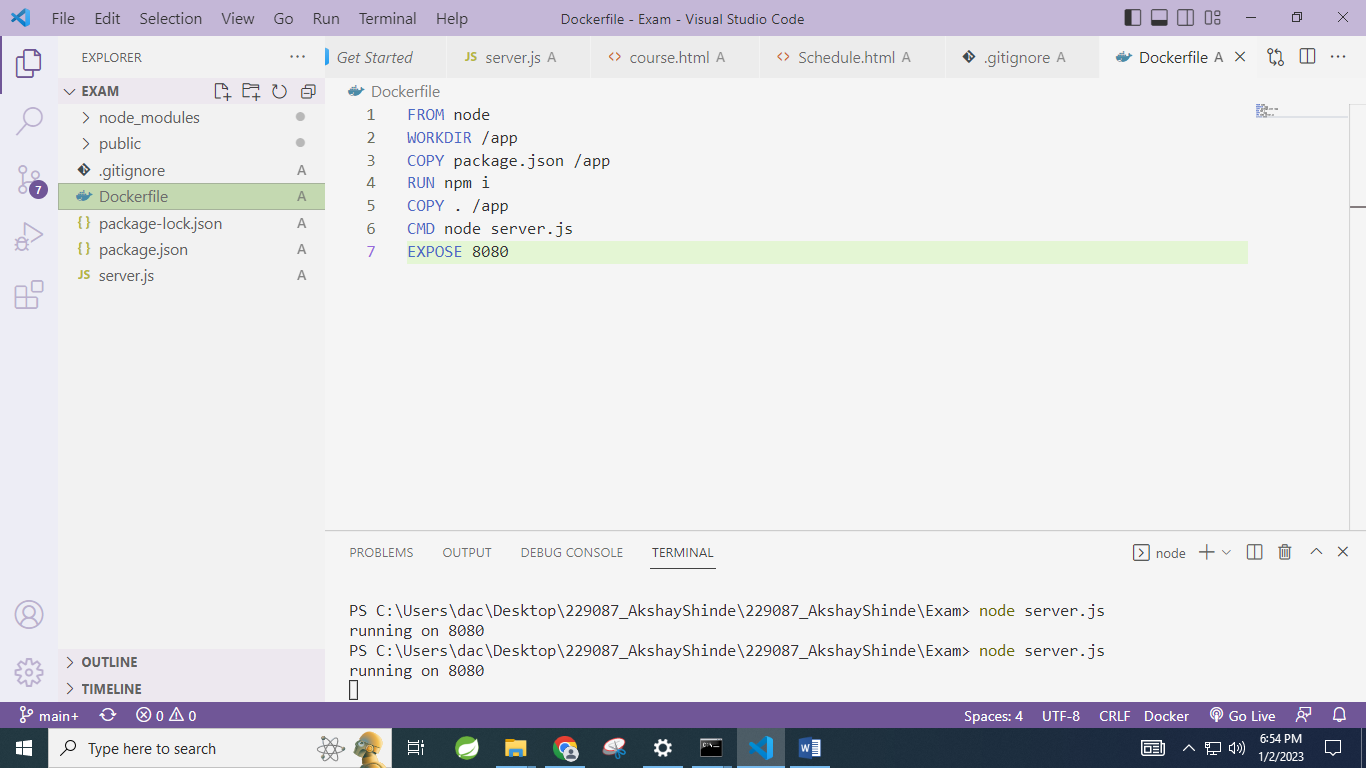 File Edit Selection View Go Run Terminal Help
Dockerfile - Exam - Visual Studio Code
EXPLORER
Get Started
JS server.js A
<> course.html A
<> Schedule.html A
.gitignore A
Dockerfile A
EXAM
node_modules
public
.gitignore A
Dockerfile A
{} package-lock.json A
{} package.json A
JS server.js A
7
OUTLINE
TIMELINE
Dockerfile
1 FROM node
2 WORKDIR /app
3 COPY package.json /app
4 RUN npm i
5 COPY . /app
6 CMD node server.js
7 EXPOSE 8080
PROBLEMS OUTPUT DEBUG CONSOLE TERMINAL
node
PS C:\Users\dac\Desktop\229087_AkshayShinde\229087_AkshayShinde\Exam> node server.js
running on 8080
PS C:\Users\dac\Desktop\229087_AkshayShinde\229087_AkshayShinde\Exam> node server.js
running on 8080
main+ 0 0
Spaces: 4 UTF-8 CRLF Docker Go Live
Type here to search
6:54 PM
1/2/2023